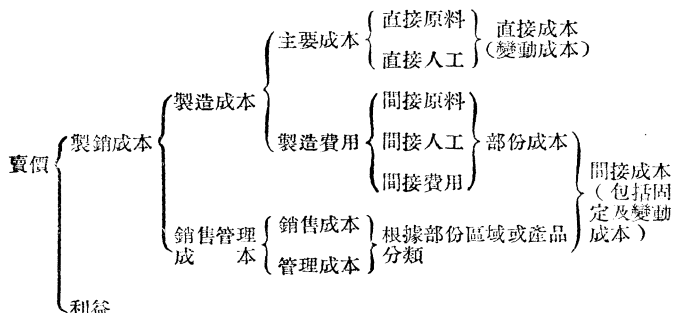 直接原料
主要成本
直接人工
直接成本
(變動成本)
製造成本
間接原料
製銷成本
製造費用
間接人工
部份成本
賣價
間接費用
間接成本
(包括固
定及變動
成本)
銷售成本
銷售管理
成 本
管理成本
根據部份區域或產品
分類
利益